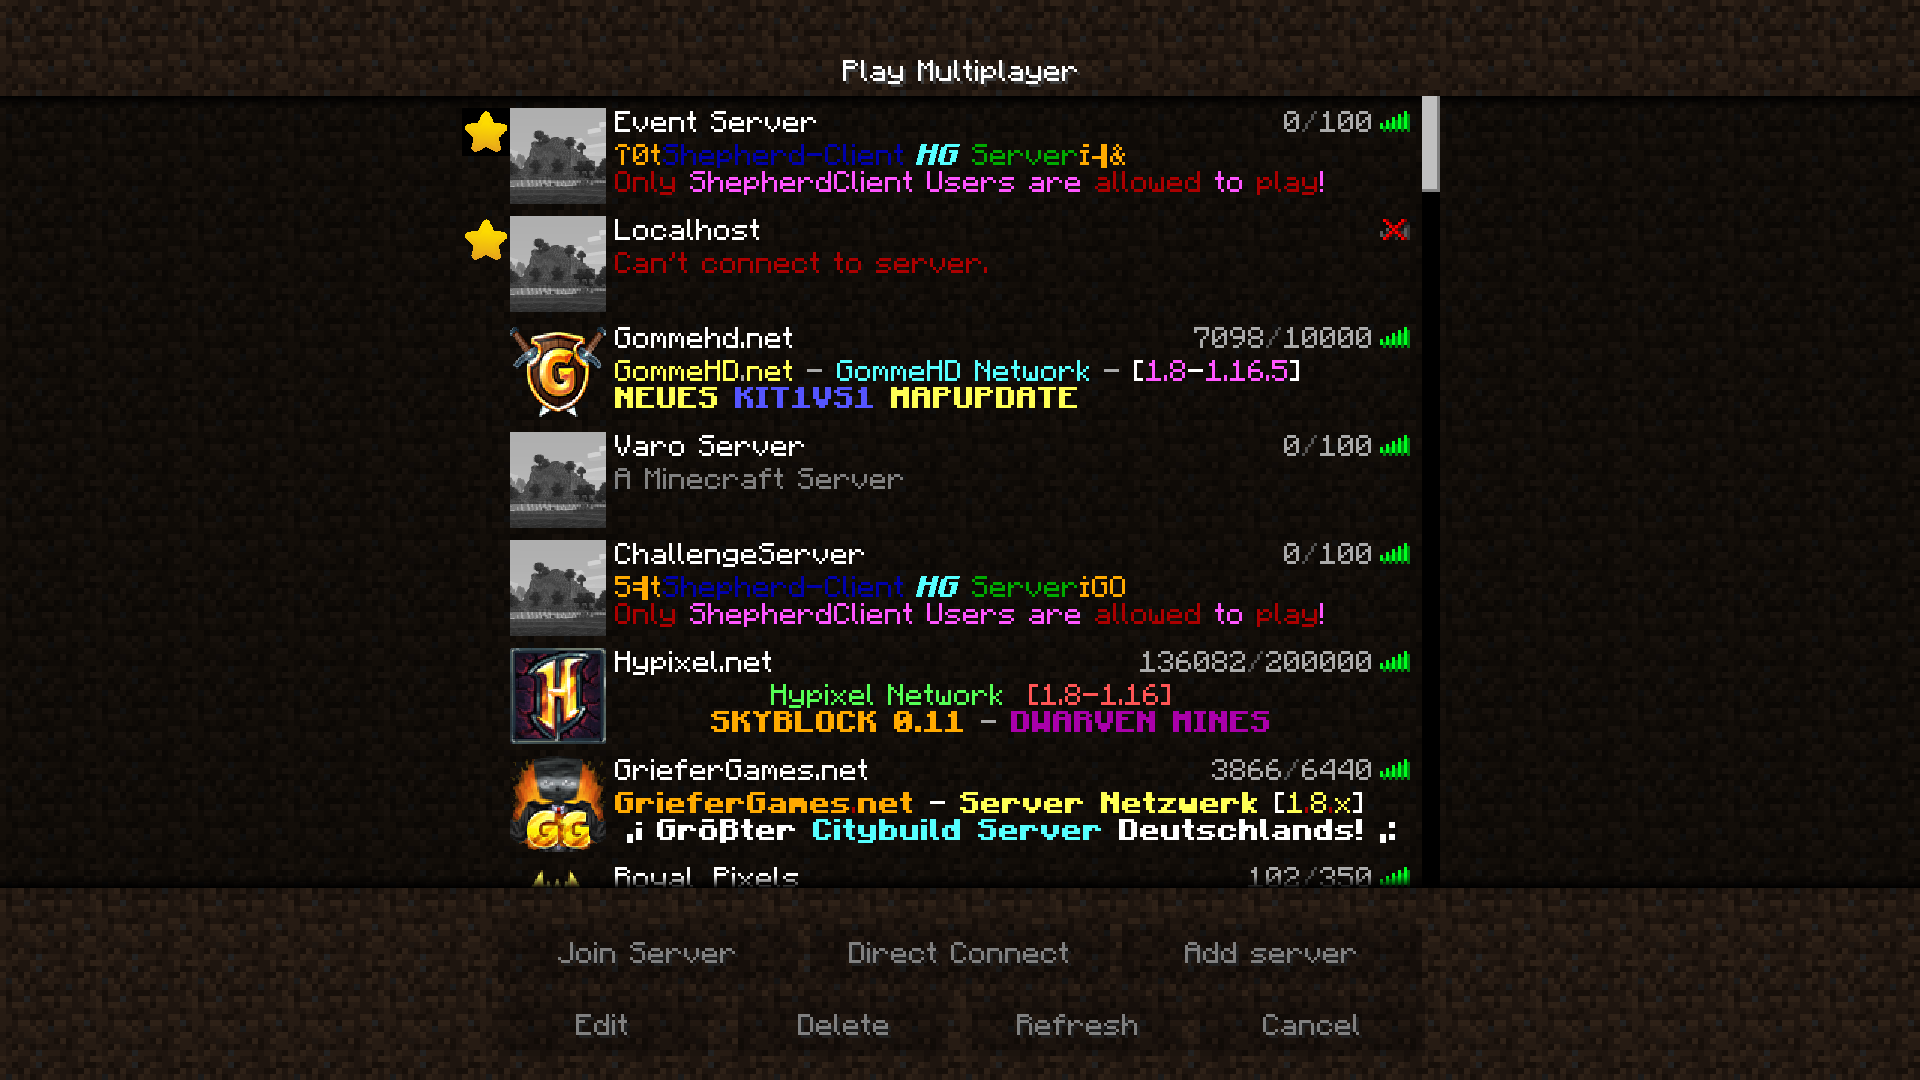 Play Multiplayer
Event Server 0/100
Shepherd-Client HG Server
Only ShepherdClient Users are allowed to play!
Localhost
Can't connect to server.
G
Gommehd.net 7098/10000
GommeHD.net - GommeHD Network - [1.8-1.16.5]
NEUES KIT1VS1 MAPUPDATE
Varo Server 0/100
A Minecraft Server
ChallengeServer 0/100
Shepherd-Client HG Server
Only ShepherdClient Users are allowed to play!
H
Hypixel.net 136082/200000
Hypixel Network [1.8-1.16]
SKYBLOCK 0.11 - DWARVEN MINES
GrieferGames.net 3866/6440
GrieferGames.net - Server Netzwerk [1.8.x]
GG
Größter Citybuild Server Deutschlands!
Royal Pixels 102/350
Join Server Direct Connect Add server
Edit Delete Refresh Cancel